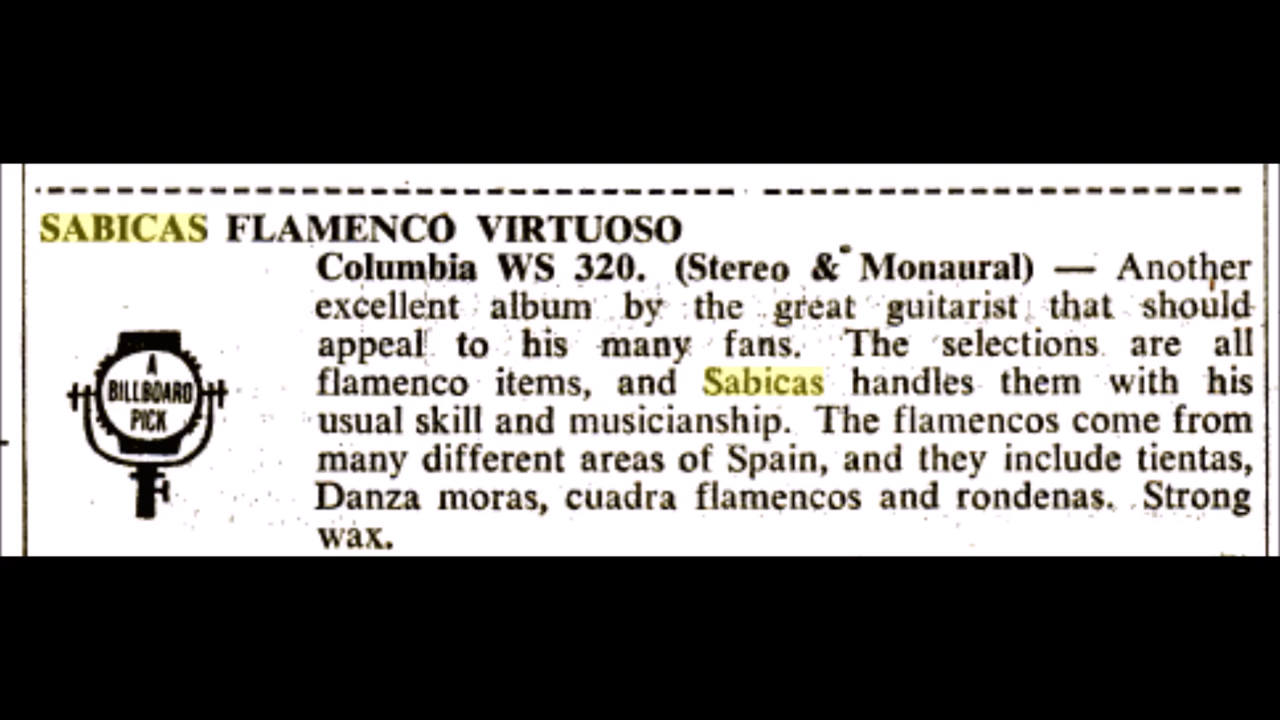 SABICAS FLAMENCO VIRTUOSO
Columbia WS 320. (Stereo & Monaural) — Another
excellent album by the great guitarist that should
appeal to his many fans. The selections are all
flamenco items, and Sabicas handles them with his
usual skill and musicianship. The flamencos come from
many different areas of Spain, and they include tientas,
Danza moras, cuadra flamencos and rondenas. Strong
wax.
A
BILLBOARD
PICK